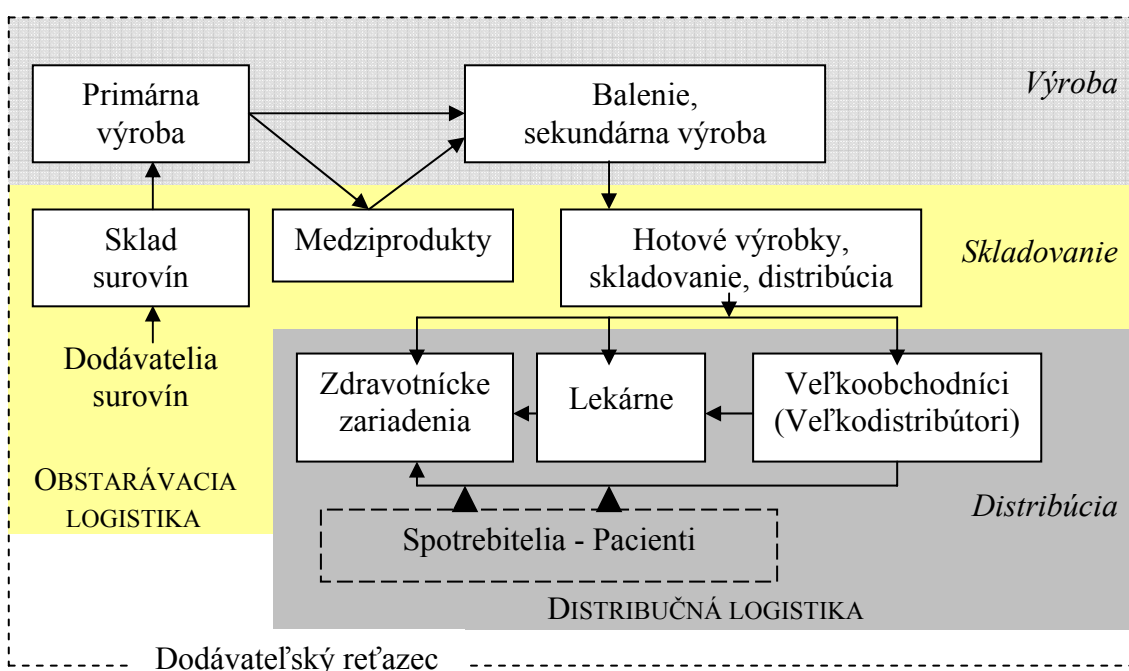 Primárna
výroba
Balenie,
sekundárna výroba
Výroba
Sklad
surovín
Medziprodukty
Hotové výrobky,
skladovanie, distribúcia
Skladovanie
Dodávatelia
surovín
Zdravotnícke
zariadenia
Lekárne
Veľkoobchodníci
(Veľkodistribútori)
OBSTARÁVACIA
LOGISTIKA
Distribúcia
Spotrebitelia - Pacienti
DISTRIBUČNÁ LOGISTIKA
Dodávateľský reťazec